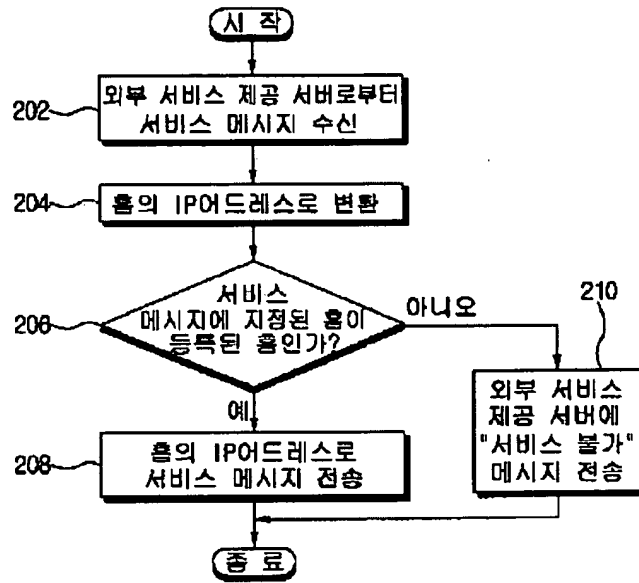 시 작
202
외부 서비스 제공 서버로부터
서비스 메시지 수신
204
홈의 IP어드레스로 변환
206
서비스
메시지에 지정된 홈이
등록된 홈인가?
아니오
210
예
외부 서비스
제공 서버에
"서비스 불가"
메시지 전송
208
홈의 IP어드레스로
서비스 메시지 전송
종 료